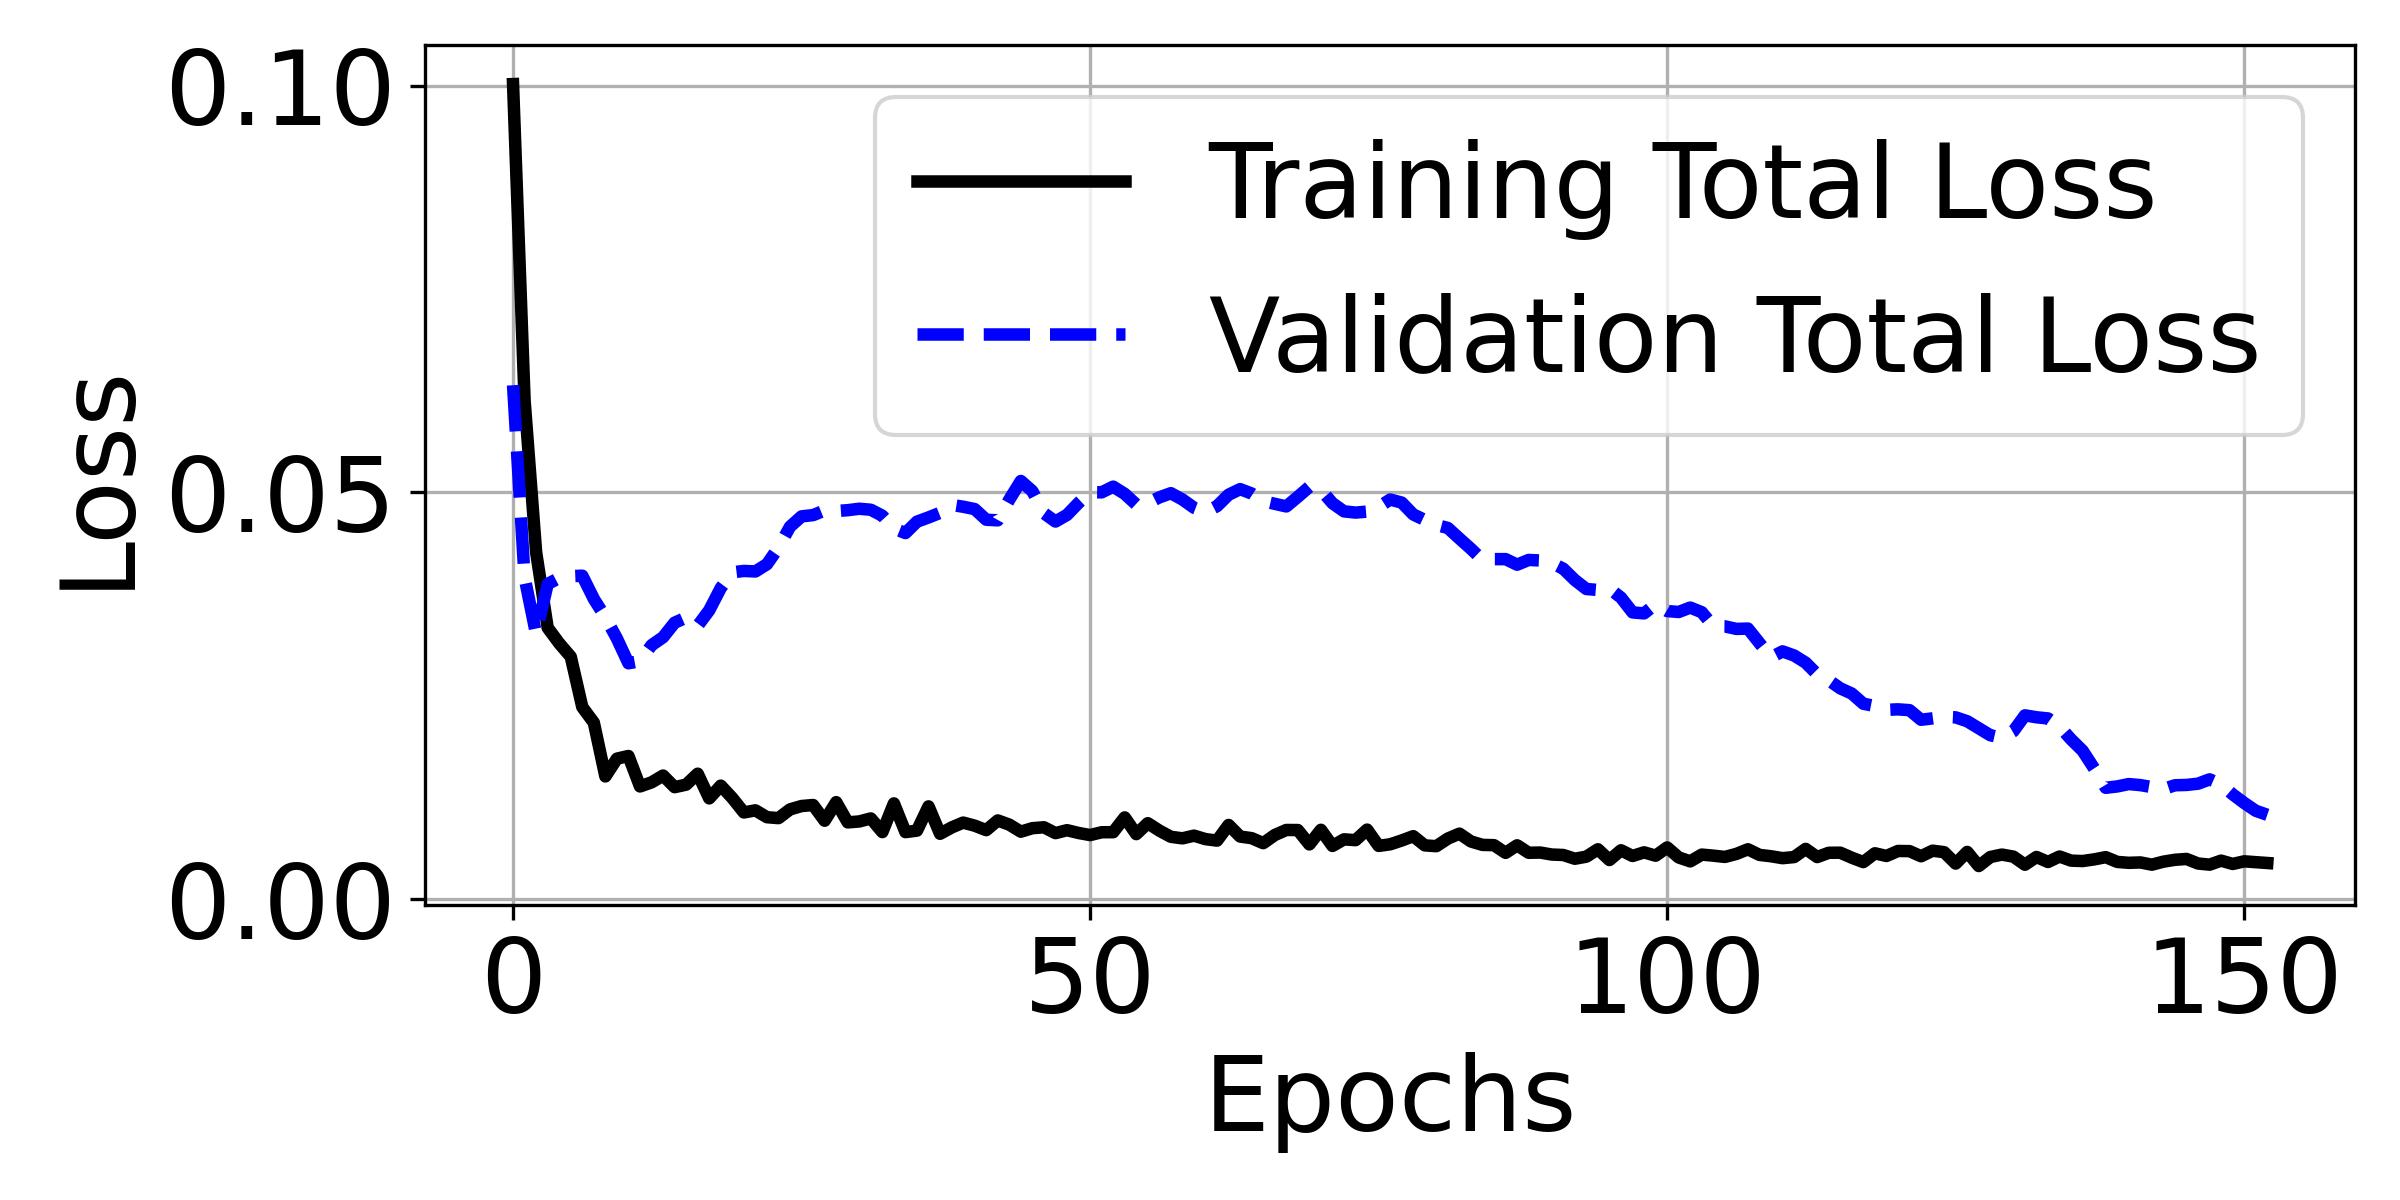 0.10
Training Total Loss
Validation Total Loss
Loss
0.05
0.00
0 50 100 150
Epochs